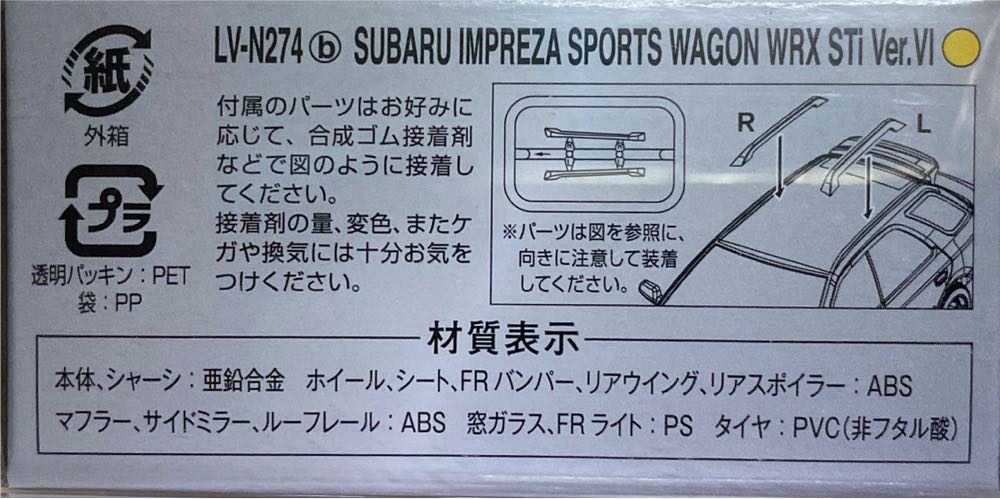 紙
外箱
プラ
透明パッキン：PET
袋：PP
LV-N274 ⓑ SUBARU IMPREZA SPORTS WAGON WRX STi Ver.VI
付属のパーツはお好みに
応じて、合成ゴム接着剤
などで図のように接着し
てください。
接着剤の量、変色、またケ
ガや換気には十分お気を
つけください。
R
L
※パーツは図を参照に、
向きに注意して装着
してください。
材質表示
本体、シャーシ：亜鉛合金 ホイール、シート、FRバンパー、リアウイング、リアスポイラー：ABS
マフラー、サイドミラー、ルーフレール：ABS 窓ガラス、FRライト：PS タイヤ：PVC（非フタル酸）